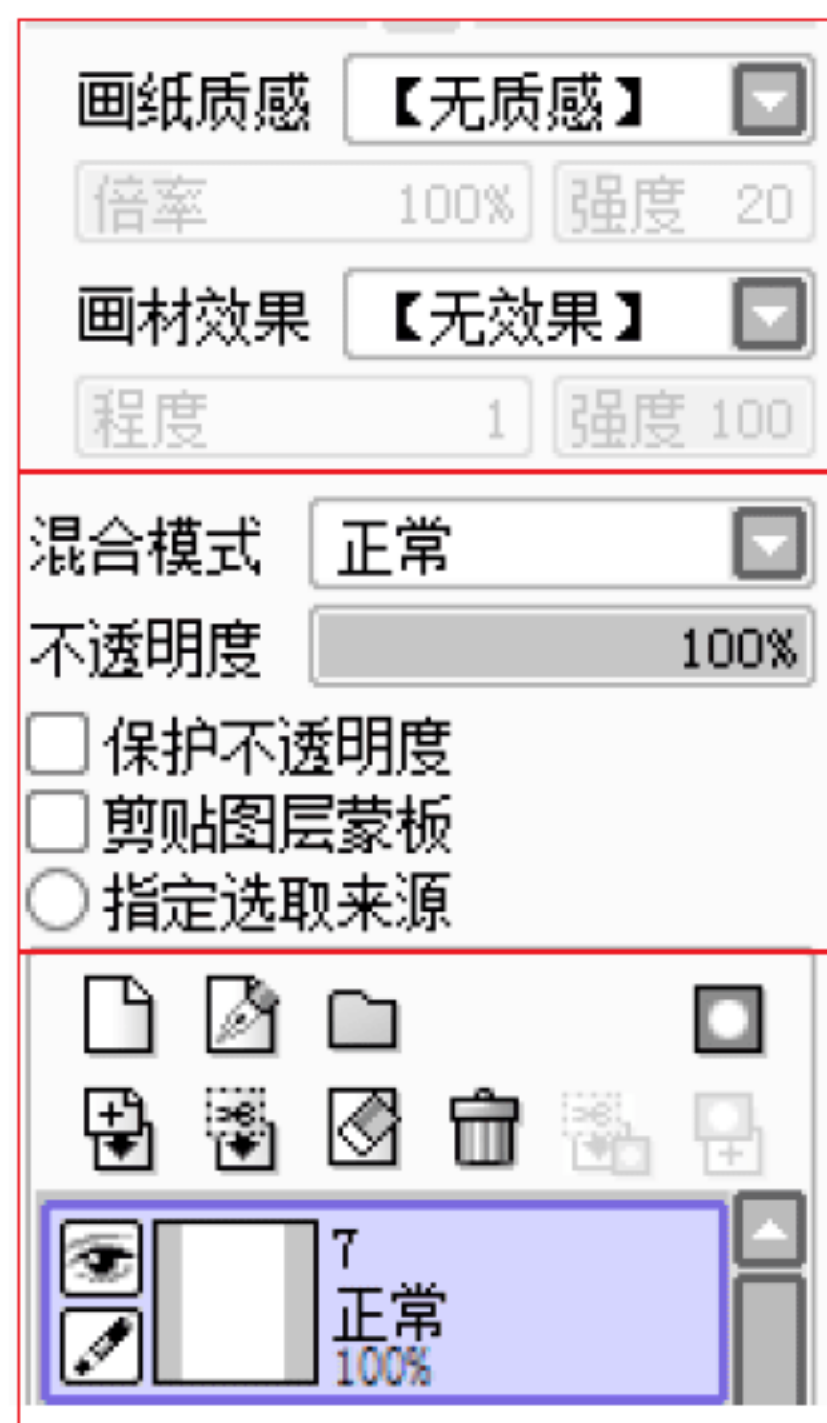 画纸质感 【无质感】
倍率 100% 强度 20
画材效果 【无效果】
程度 1 强度 100
混合模式 正常
不透明度 100%
保护不透明度
剪贴图层蒙板
指定选取来源
7
正常
100%